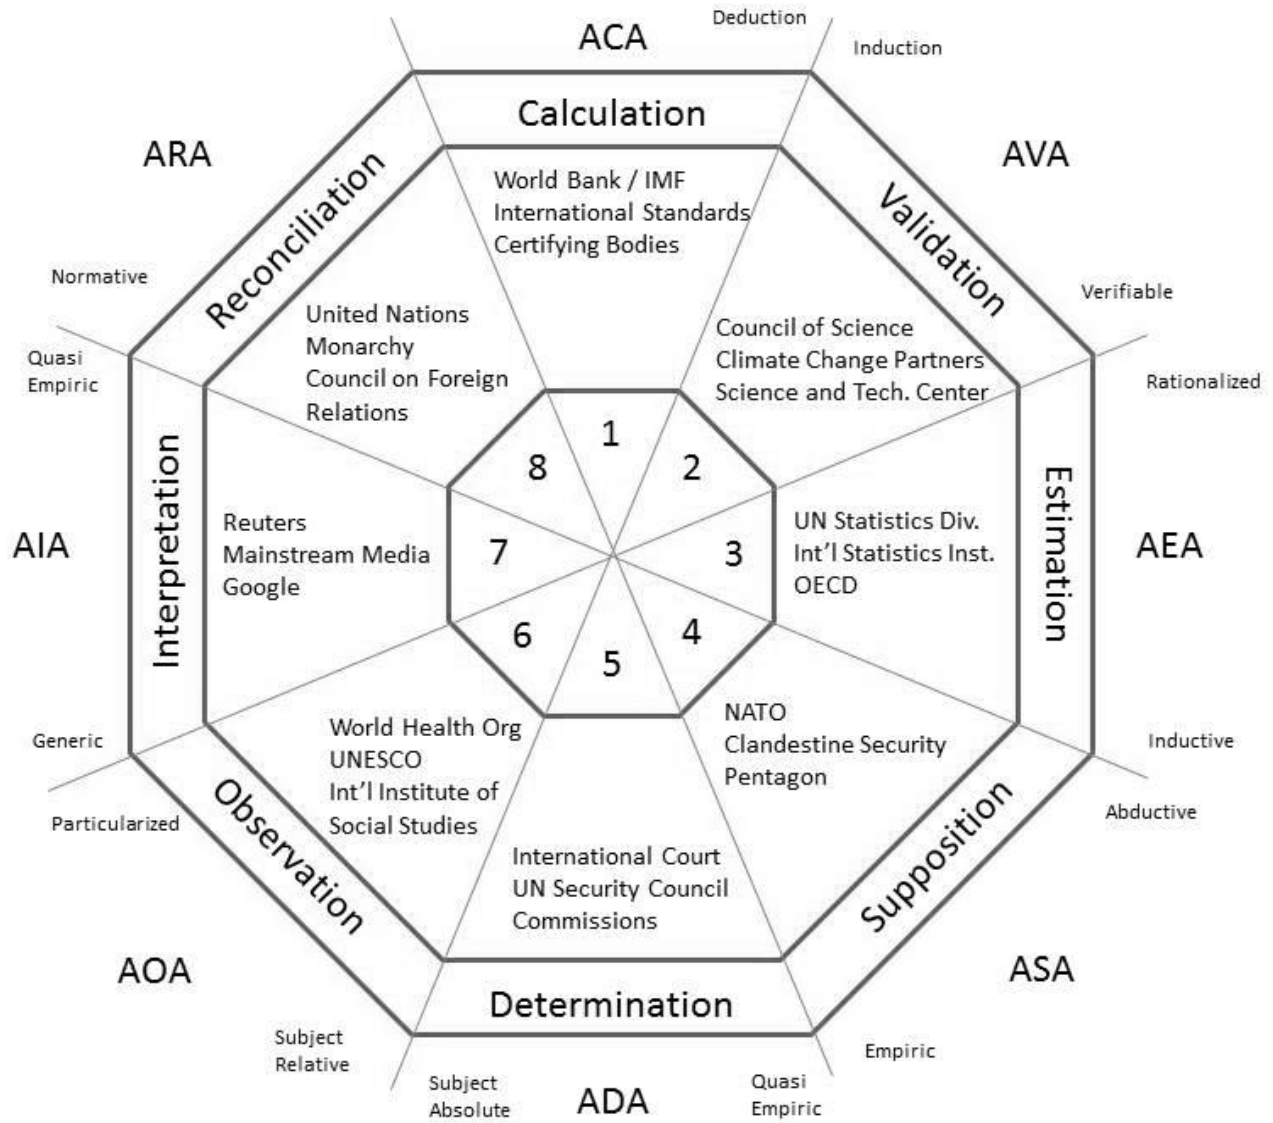 ACA
Deduction
Induction
Calculation
ARA
AVA
Reconciliation
Validation
World Bank / IMF
International Standards
Certifying Bodies
Normative
Verifiable
United Nations
Monarchy
Council on Foreign
Relations
Council of Science
Climate Change Partners
Science and Tech. Center
Quasi
Empiric
Rationalized
1
8
2
Interpretation
Estimation
AIA
AEA
Reuters
Mainstream Media
Google
7
3
UN Statistics Div.
Int'l Statistics Inst.
OECD
6
4
5
World Health Org
UNESCO
Int'l Institute of
Social Studies
NATO
Clandestine Security
Pentagon
Generic
Particularized
Inductive
Abductive
Observation
Supposition
International Court
UN Security Council
Commissions
AOA
ASA
Determination
Subject
Relative
Subject
Absolute
ADA
Quasi
Empiric
Empiric